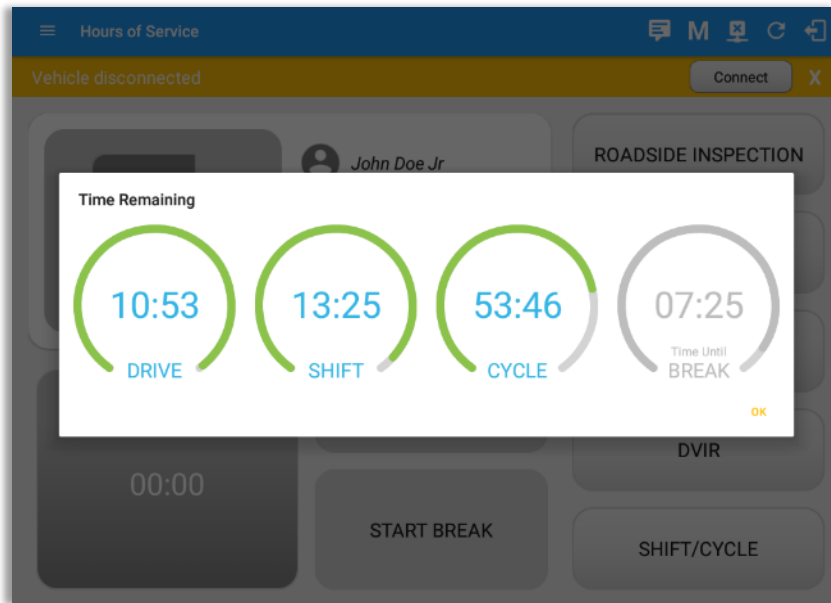 Hours of Service
M
Vehicle disconnected
Connect
X
John Doe Jr
ROADSIDE INSPECTION
Time Remaining
10:53
DRIVE
13:25
SHIFT
53:46
CYCLE
07:25
Time Until
BREAK
OK
DVIR
00:00
START BREAK
SHIFT/CYCLE